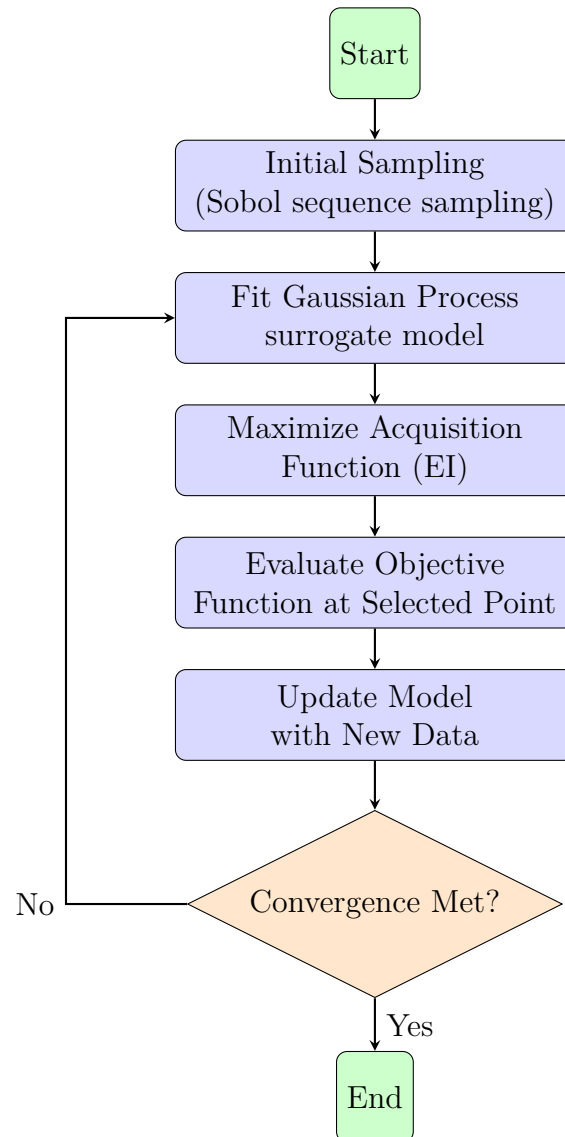 Start
Initial Sampling
(Sobol sequence sampling)
Fit Gaussian Process
surrogate model
Maximize Acquisition
Function (EI)
Evaluate Objective
Function at Selected Point
Update Model
with New Data
Convergence Met?
No
Yes
End